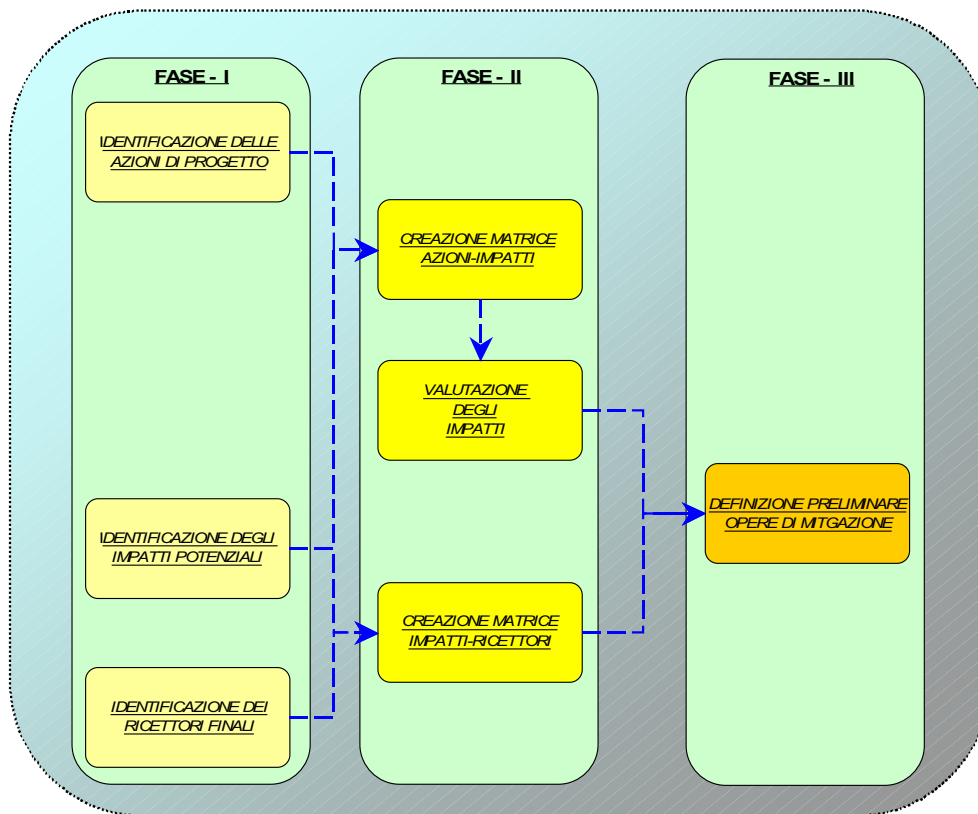 FASE - I
IDENTIFICAZIONE DELLE
AZIONI DI PROGETTO
IDENTIFICAZIONE DEGLI
IMPATTI POTENZIALI
IDENTIFICAZIONE DEI
RICETTORI FINALI
FASE - II
CREAZIONE MATRICE
AZIONI-IMPATTI
VALUTAZIONE
DEGLI
IMPATTI
CREAZIONE MATRICE
IMPATTI-RICETTORI
FASE - III
DEFINIZIONE PRELIMINARE
OPERE DI MITGAZIONE